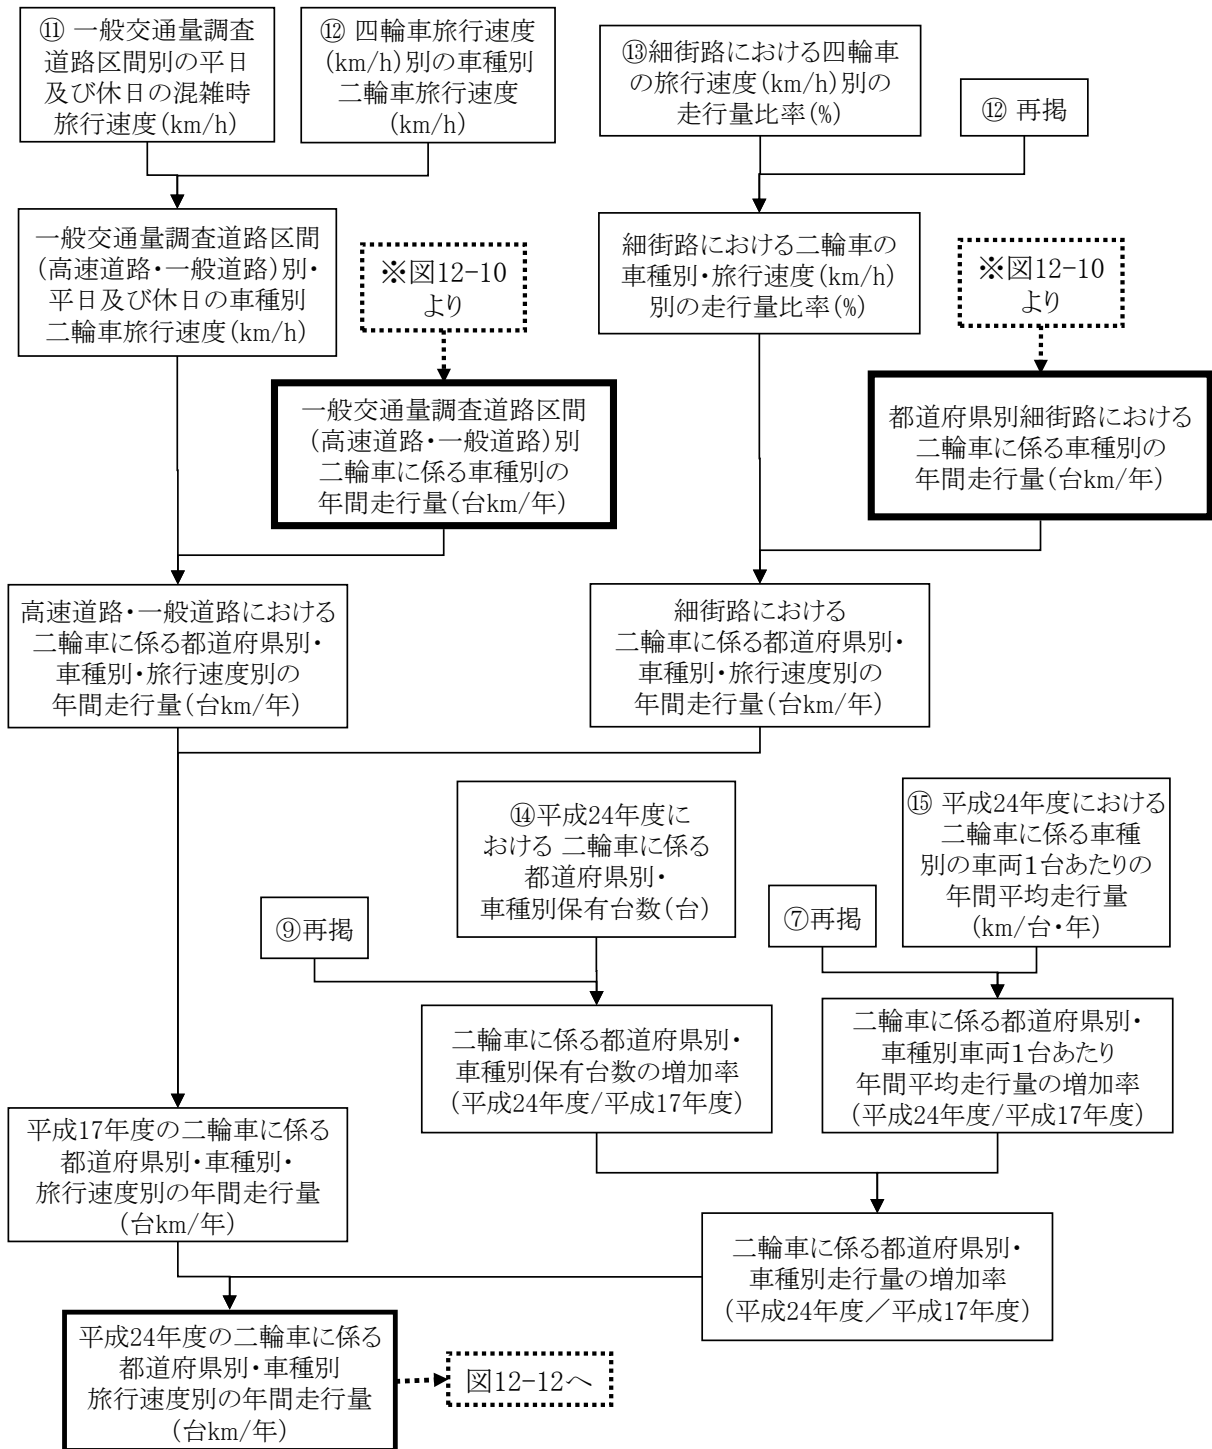 ⑪ 一般交通量調査
道路区間別の平日
及び休日の混雑時
旅行速度(km/h)
⑫ 四輪車旅行速度
(km/h)別の車種別
二輪車旅行速度
(km/h)
⑬細街路における四輪車
の旅行速度(km/h)別の
走行量比率(%)
⑫ 再掲
一般交通量調査道路区間
(高速道路・一般道路)別・
平日及び休日の車種別
二輪車旅行速度(km/h)
※図12-10
より
細街路における二輪車の
車種別・旅行速度(km/h)
別の走行量比率(%)
※図12-10
より
一般交通量調査道路区間
(高速道路・一般道路)別
二輪車に係る車種別の
年間走行量(台km/年)
都道府県別細街路における
二輪車に係る車種別の
年間走行量(台km/年)
高速道路・一般道路における
二輪車に係る都道府県別・
車種別・旅行速度別の
年間走行量(台km/年)
細街路における
二輪車に係る都道府県別・
車種別・旅行速度別の
年間走行量(台km/年)
⑭平成24年度に
おける 二輪車に係る
都道府県別・
車種別保有台数(台)
⑮ 平成24年度における
二輪車に係る車種
別の車両1台あたりの
年間平均走行量
(km/台・年)
⑨再掲
⑦再掲
二輪車に係る都道府県別・
車種別保有台数の増加率
(平成24年度/平成17年度)
二輪車に係る都道府県別・
車種別車両1台あたり
年間平均走行量の増加率
(平成24年度/平成17年度)
平成17年度の二輪車に係る
都道府県別・車種別・
旅行速度別の年間走行量
(台km/年)
二輪車に係る都道府県別・
車種別走行量の増加率
(平成24年度／平成17年度)
平成24年度の二輪車に係る
都道府県別・車種別
旅行速度別の年間走行量
(台km/年)
図12-12へ